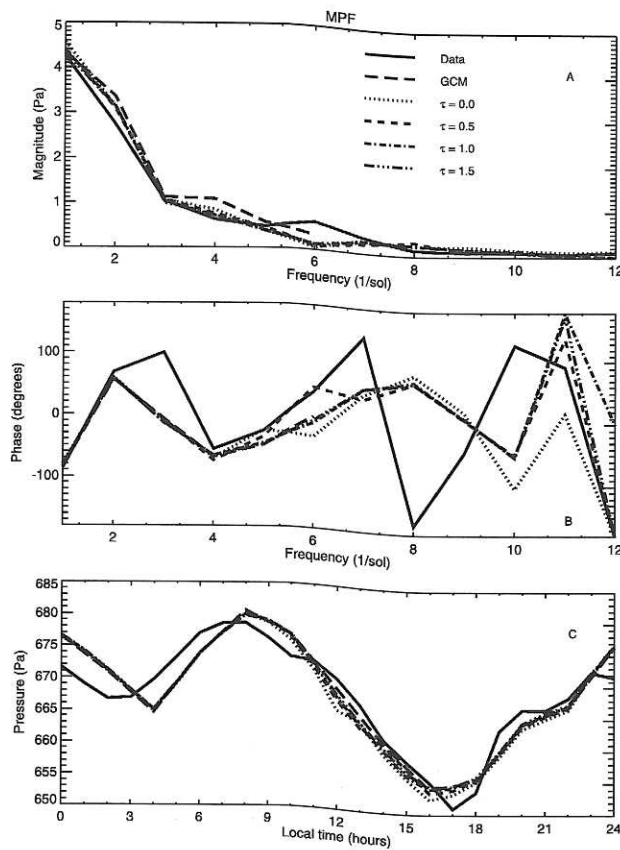 MPF
5
4
3
2
1
0
Magnitude (Pa)
Data
GCM
τ = 0.0
τ = 0.5
τ = 1.0
τ = 1.5
A
2 4 6 8 10 12
Frequency (1/sol)
100
0
-100
Phase (degrees)
B
2 4 6 8 10 12
Frequency (1/sol)
685
680
675
670
665
660
655
650
Pressure (Pa)
C
0 3 6 9 12 15 18 21 24
Local time (hours)